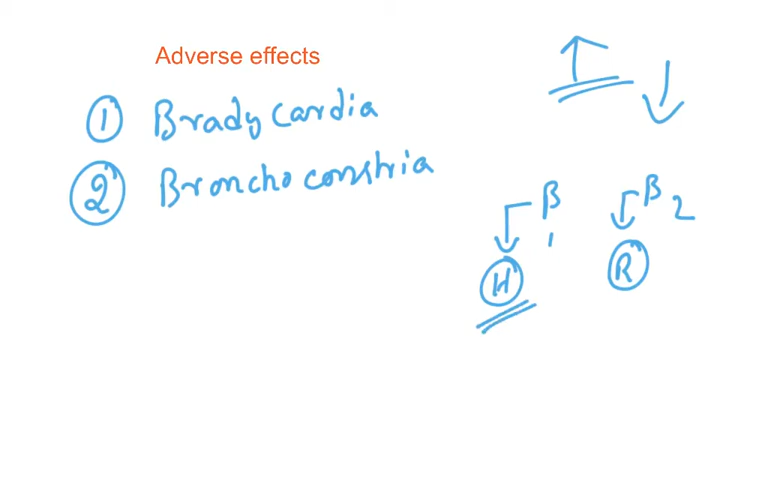 Adverse effects
① Bradycardia
② Bronchoconstria
β1 β2
H R